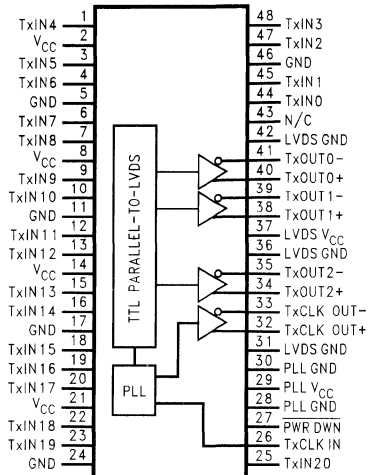 TxIN4 1
VCC 2
TxIN5 3
TxIN6 4
GND 5
TxIN7 6
TxIN8 7
VCC 8
TxIN9 9
TxIN10 10
GND 11
TxIN11 12
TxIN12 13
VCC 14
TxIN13 15
TxIN14 16
GND 17
TxIN15 18
TxIN16 19
TxIN17 20
VCC 21
TxIN18 22
TxIN19 23
GND 24
TTL PARALLEL-TO-LVDS
PLL
48 TxIN3
47 TxIN2
46 GND
45 TxIN1
44 TxIN0
43 N/C
42 LVDS GND
41 TxOUT0-
40 TxOUT0+
39 TxOUT1-
38 TxOUT1+
37 LVDS VCC
36 LVDS GND
35 TxOUT2-
34 TxOUT2+
33 TxCLK OUT-
32 TxCLK OUT+
31 LVDS GND
30 PLL GND
29 PLL VCC
28 PLL GND
27 PWR DWN
26 TxCLK IN
25 TxIN20